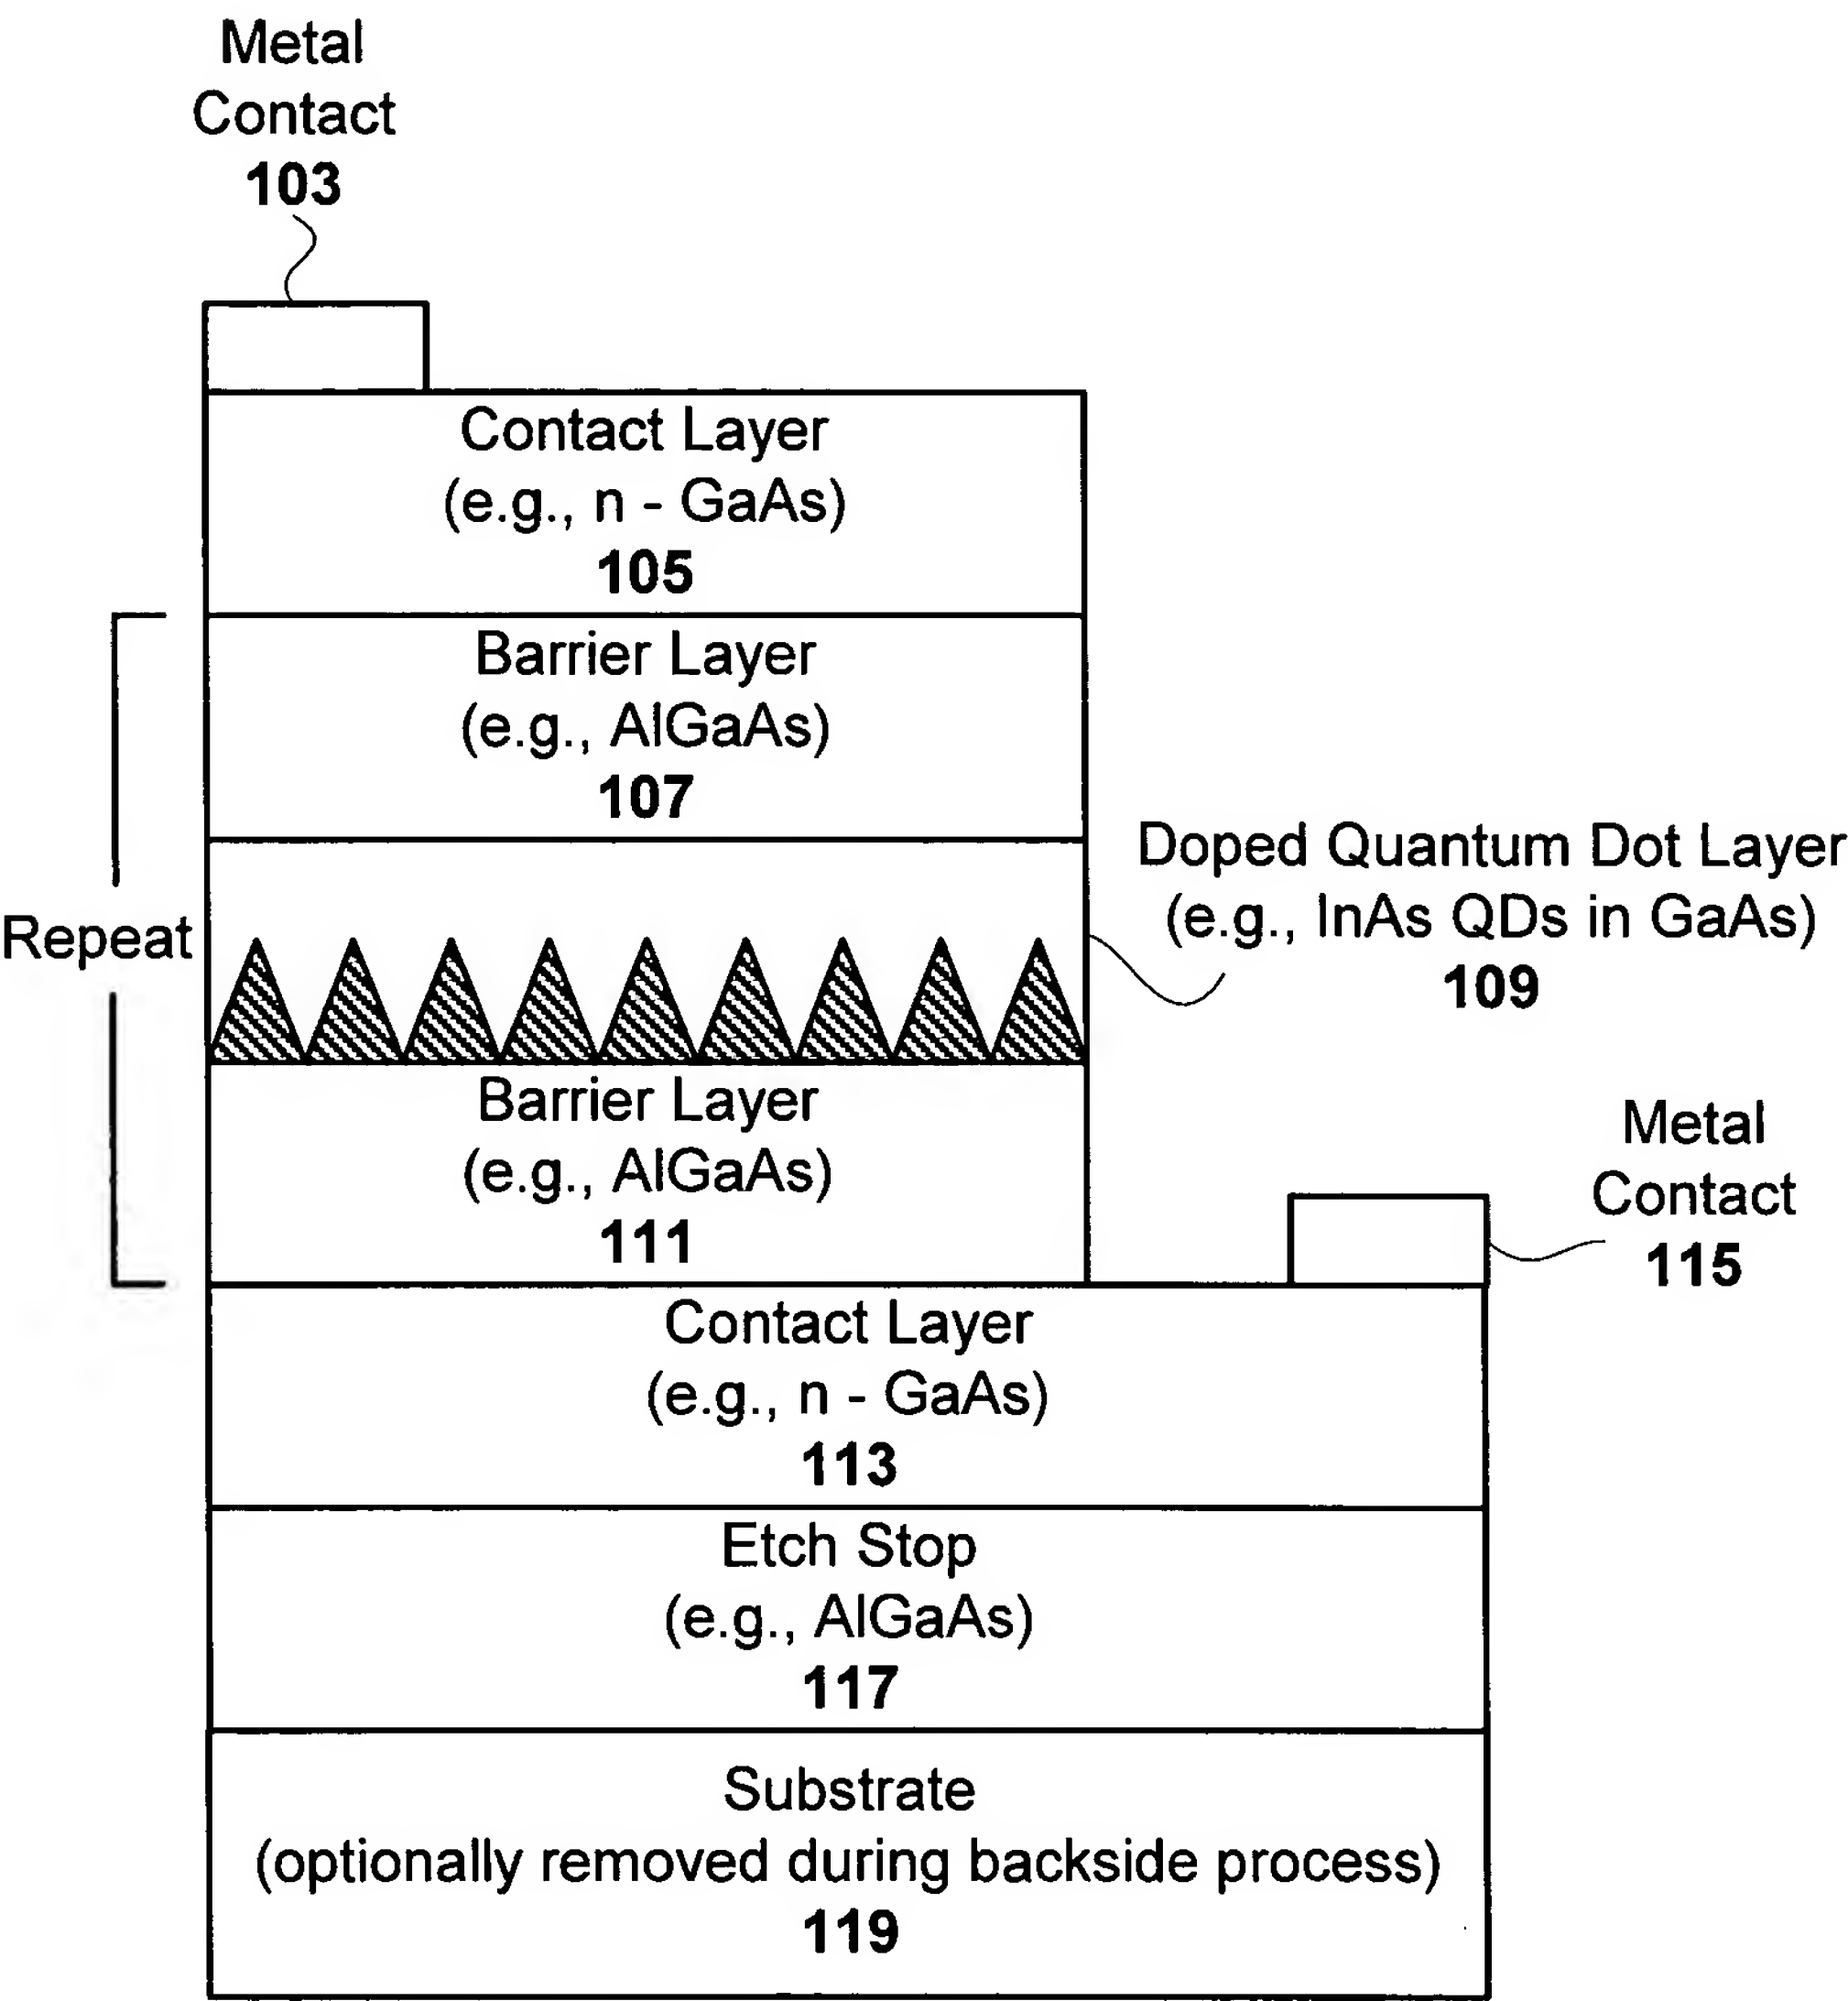 Metal
Contact
103
Contact Layer
(e.g., n - GaAs)
105
Barrier Layer
(e.g., AlGaAs)
107
Doped Quantum Dot Layer
(e.g., InAs QDs in GaAs)
109
Repeat
Barrier Layer
(e.g., AlGaAs)
111
Metal
Contact
115
Contact Layer
(e.g., n - GaAs)
113
Etch Stop
(e.g., AlGaAs)
117
Substrate
(optionally removed during backside process)
119